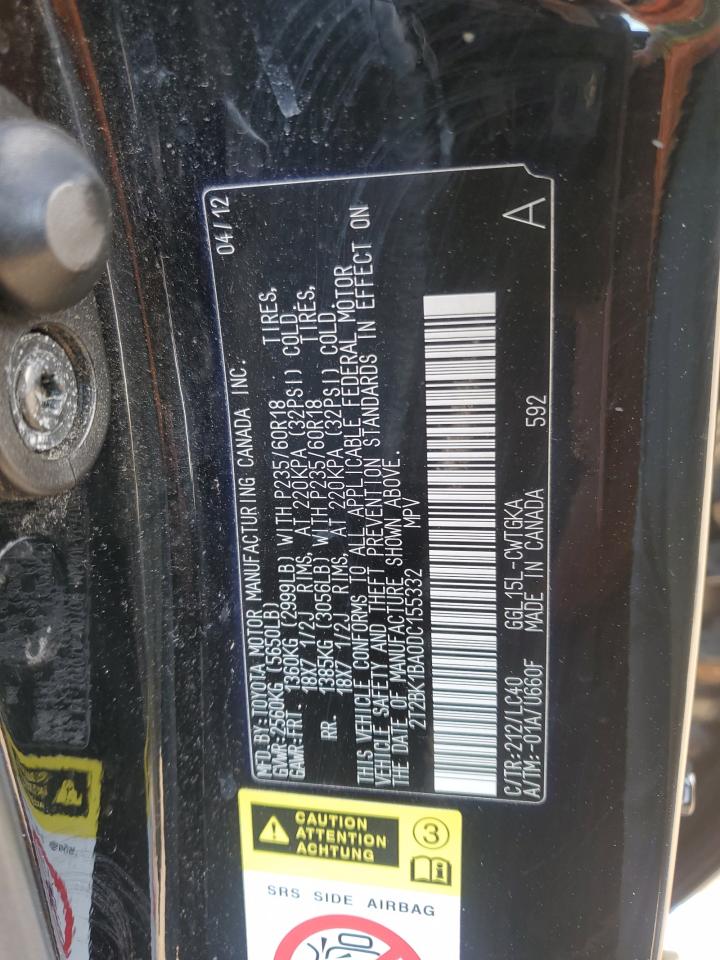 MFD. BY: TOYOTA MOTOR MANUFACTURING CANADA INC. 04/12
GVWR: 2560KG (5650LB)
GAWR: FRT. 1360KG (2999LB) WITH P235/60R18 TIRES,
18X7 1/2J RIMS, AT 220KPA (32PSI) COLD
RR. 1385KG (3056LB) WITH P235/60R18 TIRES,
18X7 1/2J RIMS, AT 220KPA (32PSI) COLD.
THIS VEHICLE CONFORMS TO ALL APPLICABLE FEDERAL MOTOR
VEHICLE SAFETY AND THEFT PREVENTION STANDARDS IN EFFECT ON
THE DATE OF MANUFACTURE SHOWN ABOVE.
2T2BK1BA0DC155332 MPV
C/TR: 212/LC40 GGL15L-CWTGKA
A/TM: -01A/U660F MADE IN CANADA 592 A
CAUTION
ATTENTION
ACHTUNG
3
SRS SIDE AIRBAG